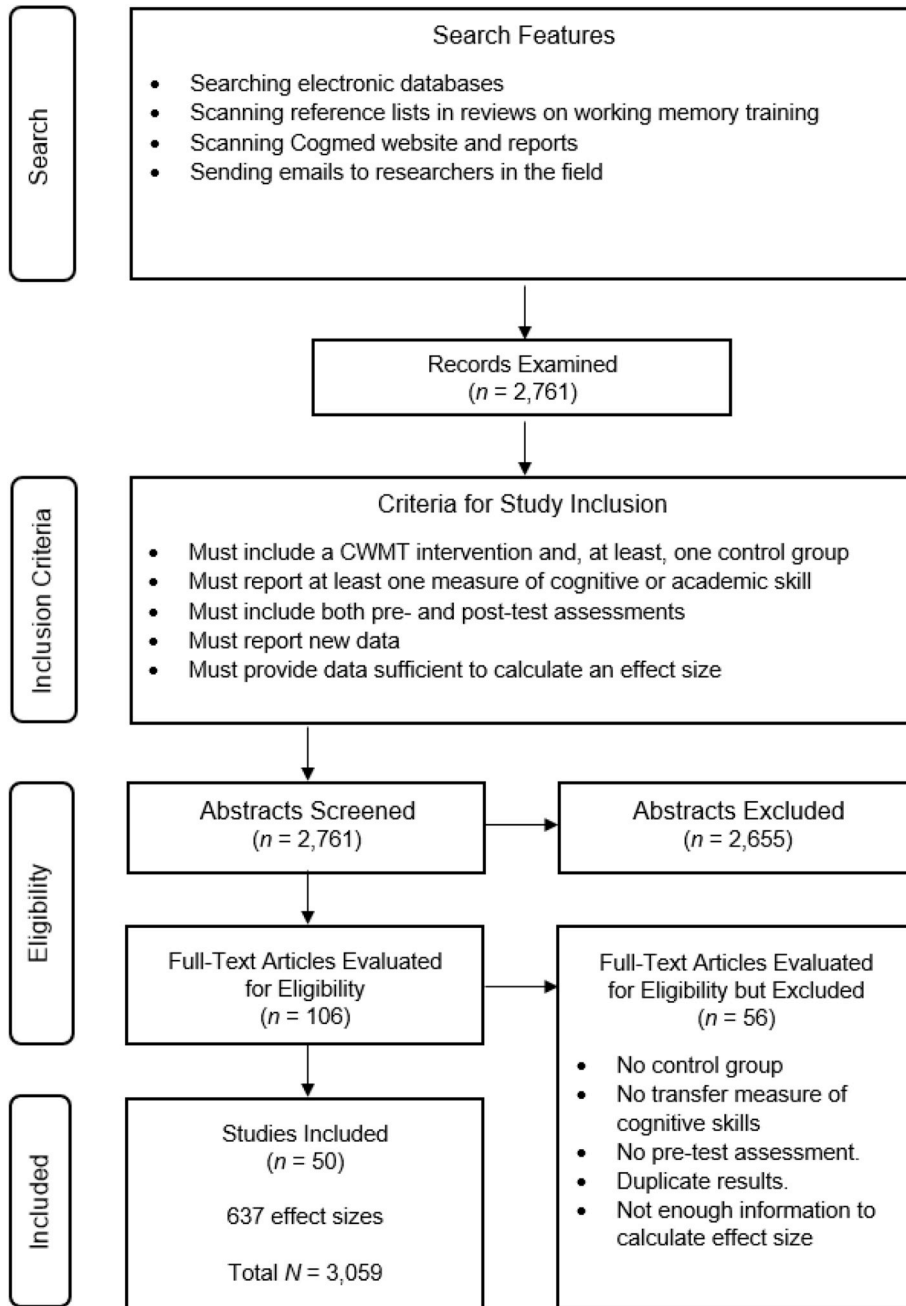 Search
Search Features
• Searching electronic databases
• Scanning reference lists in reviews on working memory training
• Scanning Cogmed website and reports
• Sending emails to researchers in the field
Records Examined
(n = 2,761)
Inclusion Criteria
Criteria for Study Inclusion
• Must include a CWMT intervention and, at least, one control group
• Must report at least one measure of cognitive or academic skill
• Must include both pre- and post-test assessments
• Must report new data
• Must provide data sufficient to calculate an effect size
Eligibility
Abstracts Screened
(n = 2,761)
Abstracts Excluded
(n = 2,655)
Full-Text Articles Evaluated
for Eligibility
(n = 106)
Full-Text Articles Evaluated
for Eligibility but Excluded
(n = 56)
• No control group
• No transfer measure of
cognitive skills
• No pre-test assessment.
• Duplicate results.
• Not enough information to
calculate effect size
Included
Studies Included
(n = 50)
637 effect sizes
Total N = 3,059